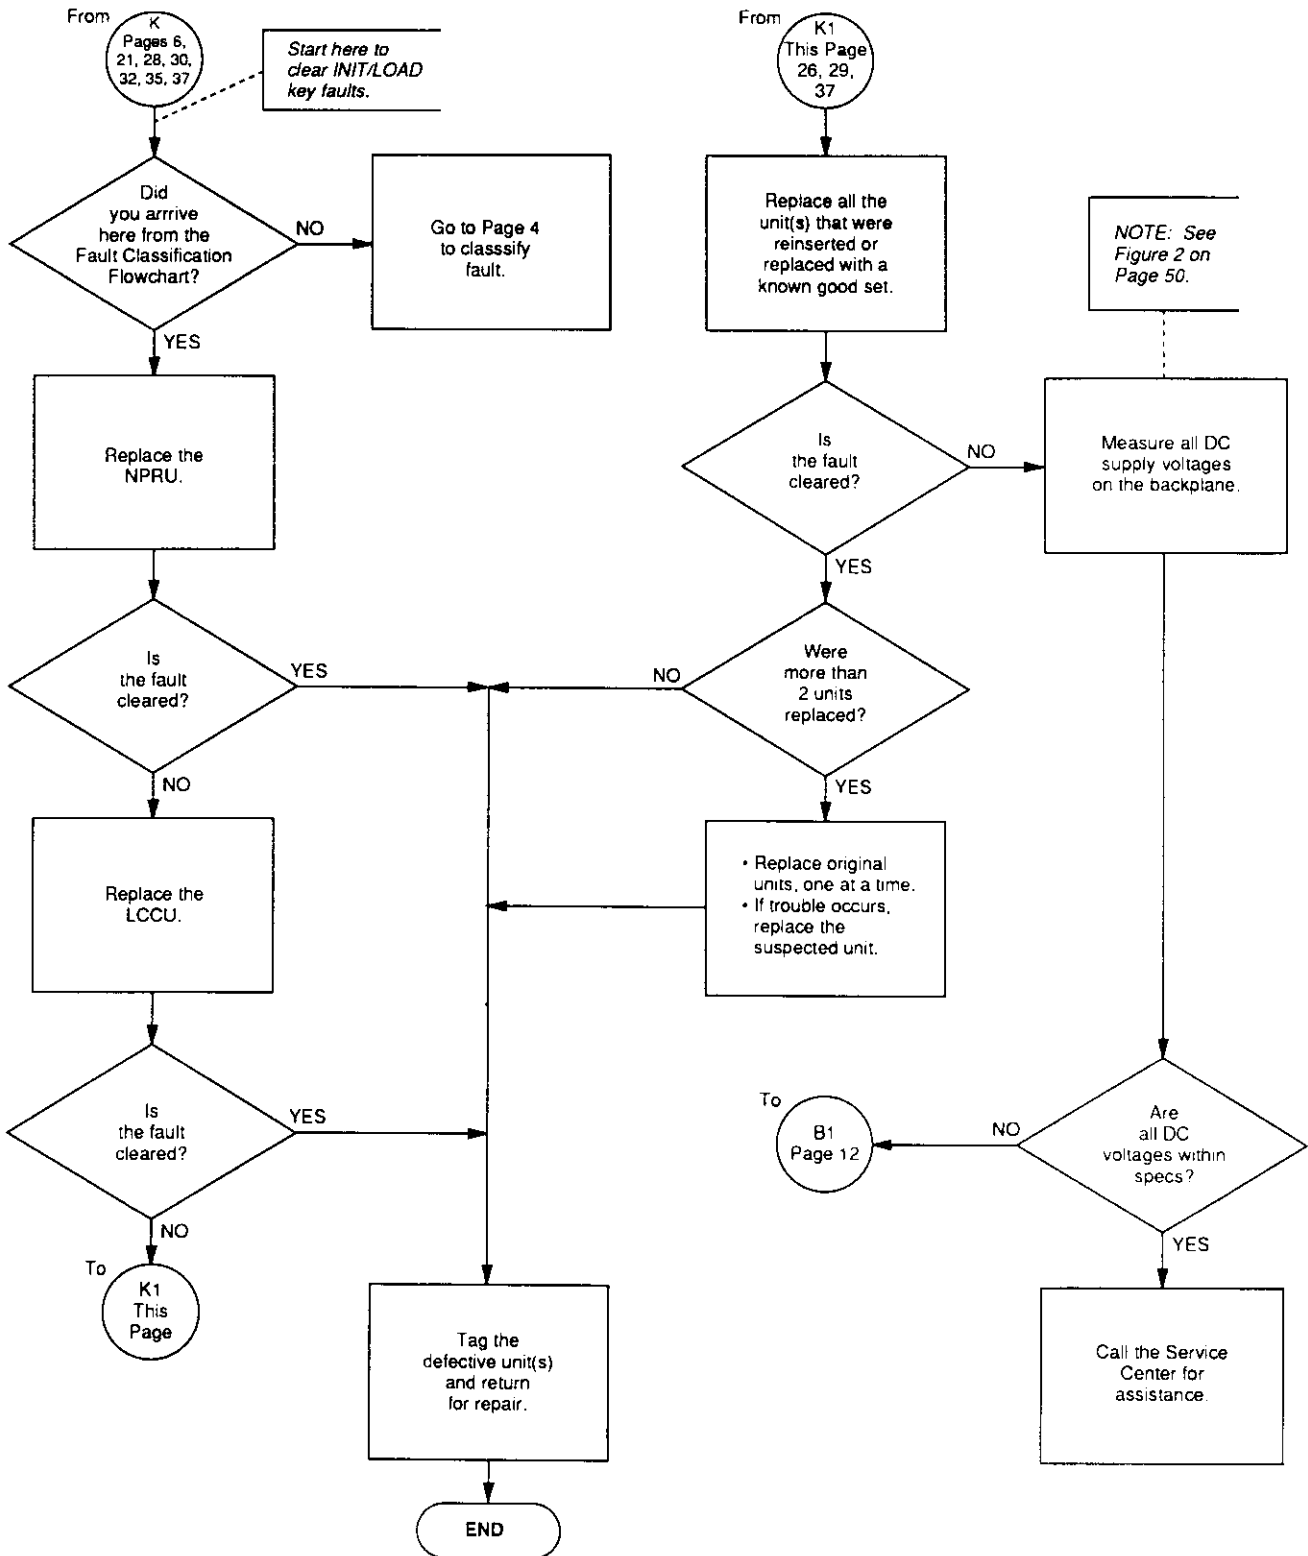 From
K
Pages 6,
21, 28, 30,
32, 35, 37
Start here to
clear INIT/LOAD
key faults.
Did
you arrive
here from the
Fault Classification
Flowchart?
NO
Go to Page 4
to classsify
fault.
YES
Replace the
NPRU.
Is
the fault
cleared?
YES
NO
Replace the
LCCU.
Is
the fault
cleared?
YES
NO
To
K1
This
Page
From
K1
This Page
26, 29,
37
Replace all the
unit(s) that were
reinserted or
replaced with a
known good set.
NOTE: See
Figure 2 on
Page 50.
Is
the fault
cleared?
NO
Measure all DC
supply voltages
on the backplane.
YES
Were
more than
2 units
replaced?
NO
YES
• Replace original
units, one at a time.
• If trouble occurs,
replace the
suspected unit.
Are
all DC
voltages within
specs?
NO
To
B1
Page 12
YES
Call the Service
Center for
assistance.
Tag the
defective unit(s)
and return
for repair.
END